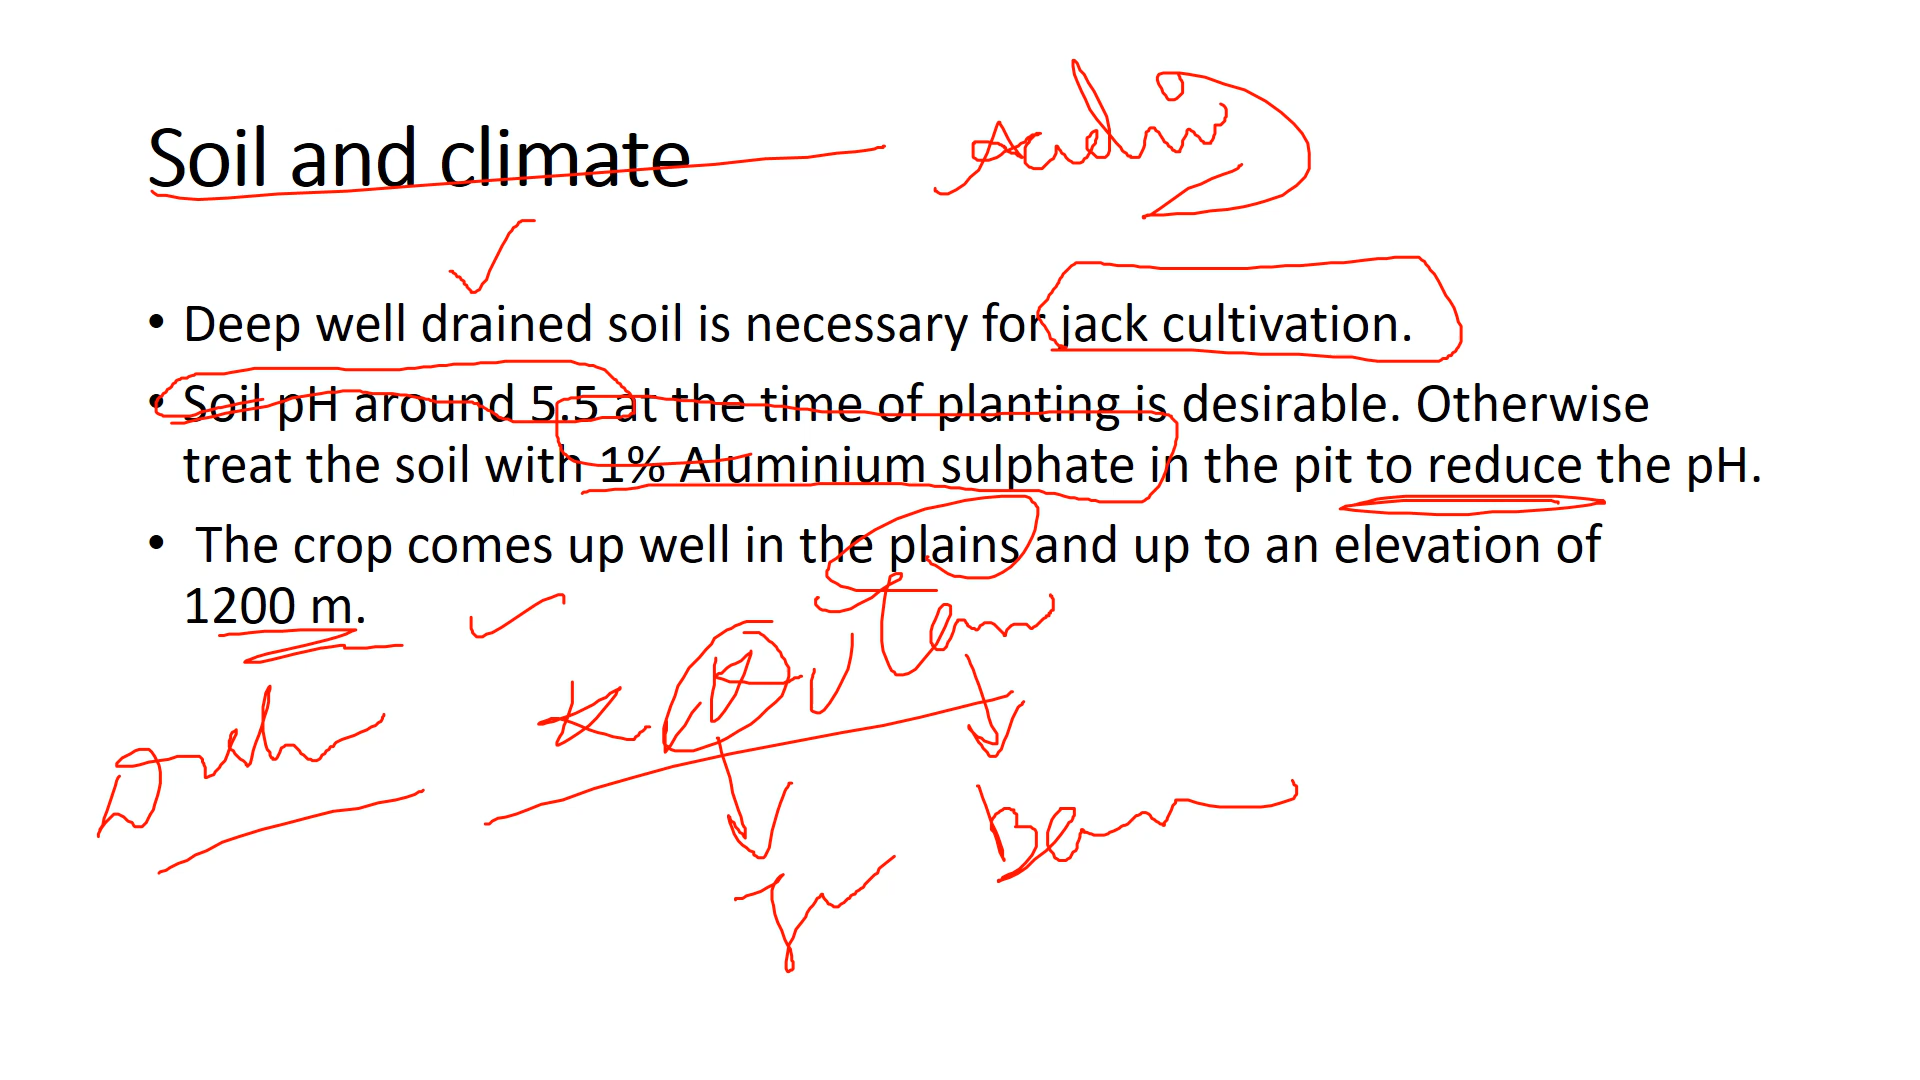 Soil and climate
• Deep well drained soil is necessary for jack cultivation.
• Soil pH around 5.5 at the time of planting is desirable. Otherwise
treat the soil with 1% Aluminium sulphate in the pit to reduce the pH.
• The crop comes up well in the plains and up to an elevation of
1200 m.